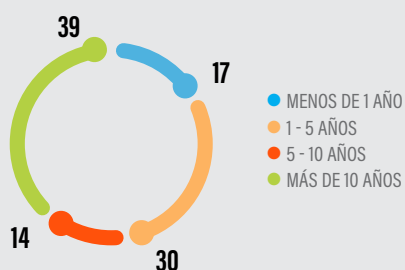 39
17
MENOS DE 1 AÑO
1 - 5 AÑOS
5 - 10 AÑOS
MÁS DE 10 AÑOS
14
30